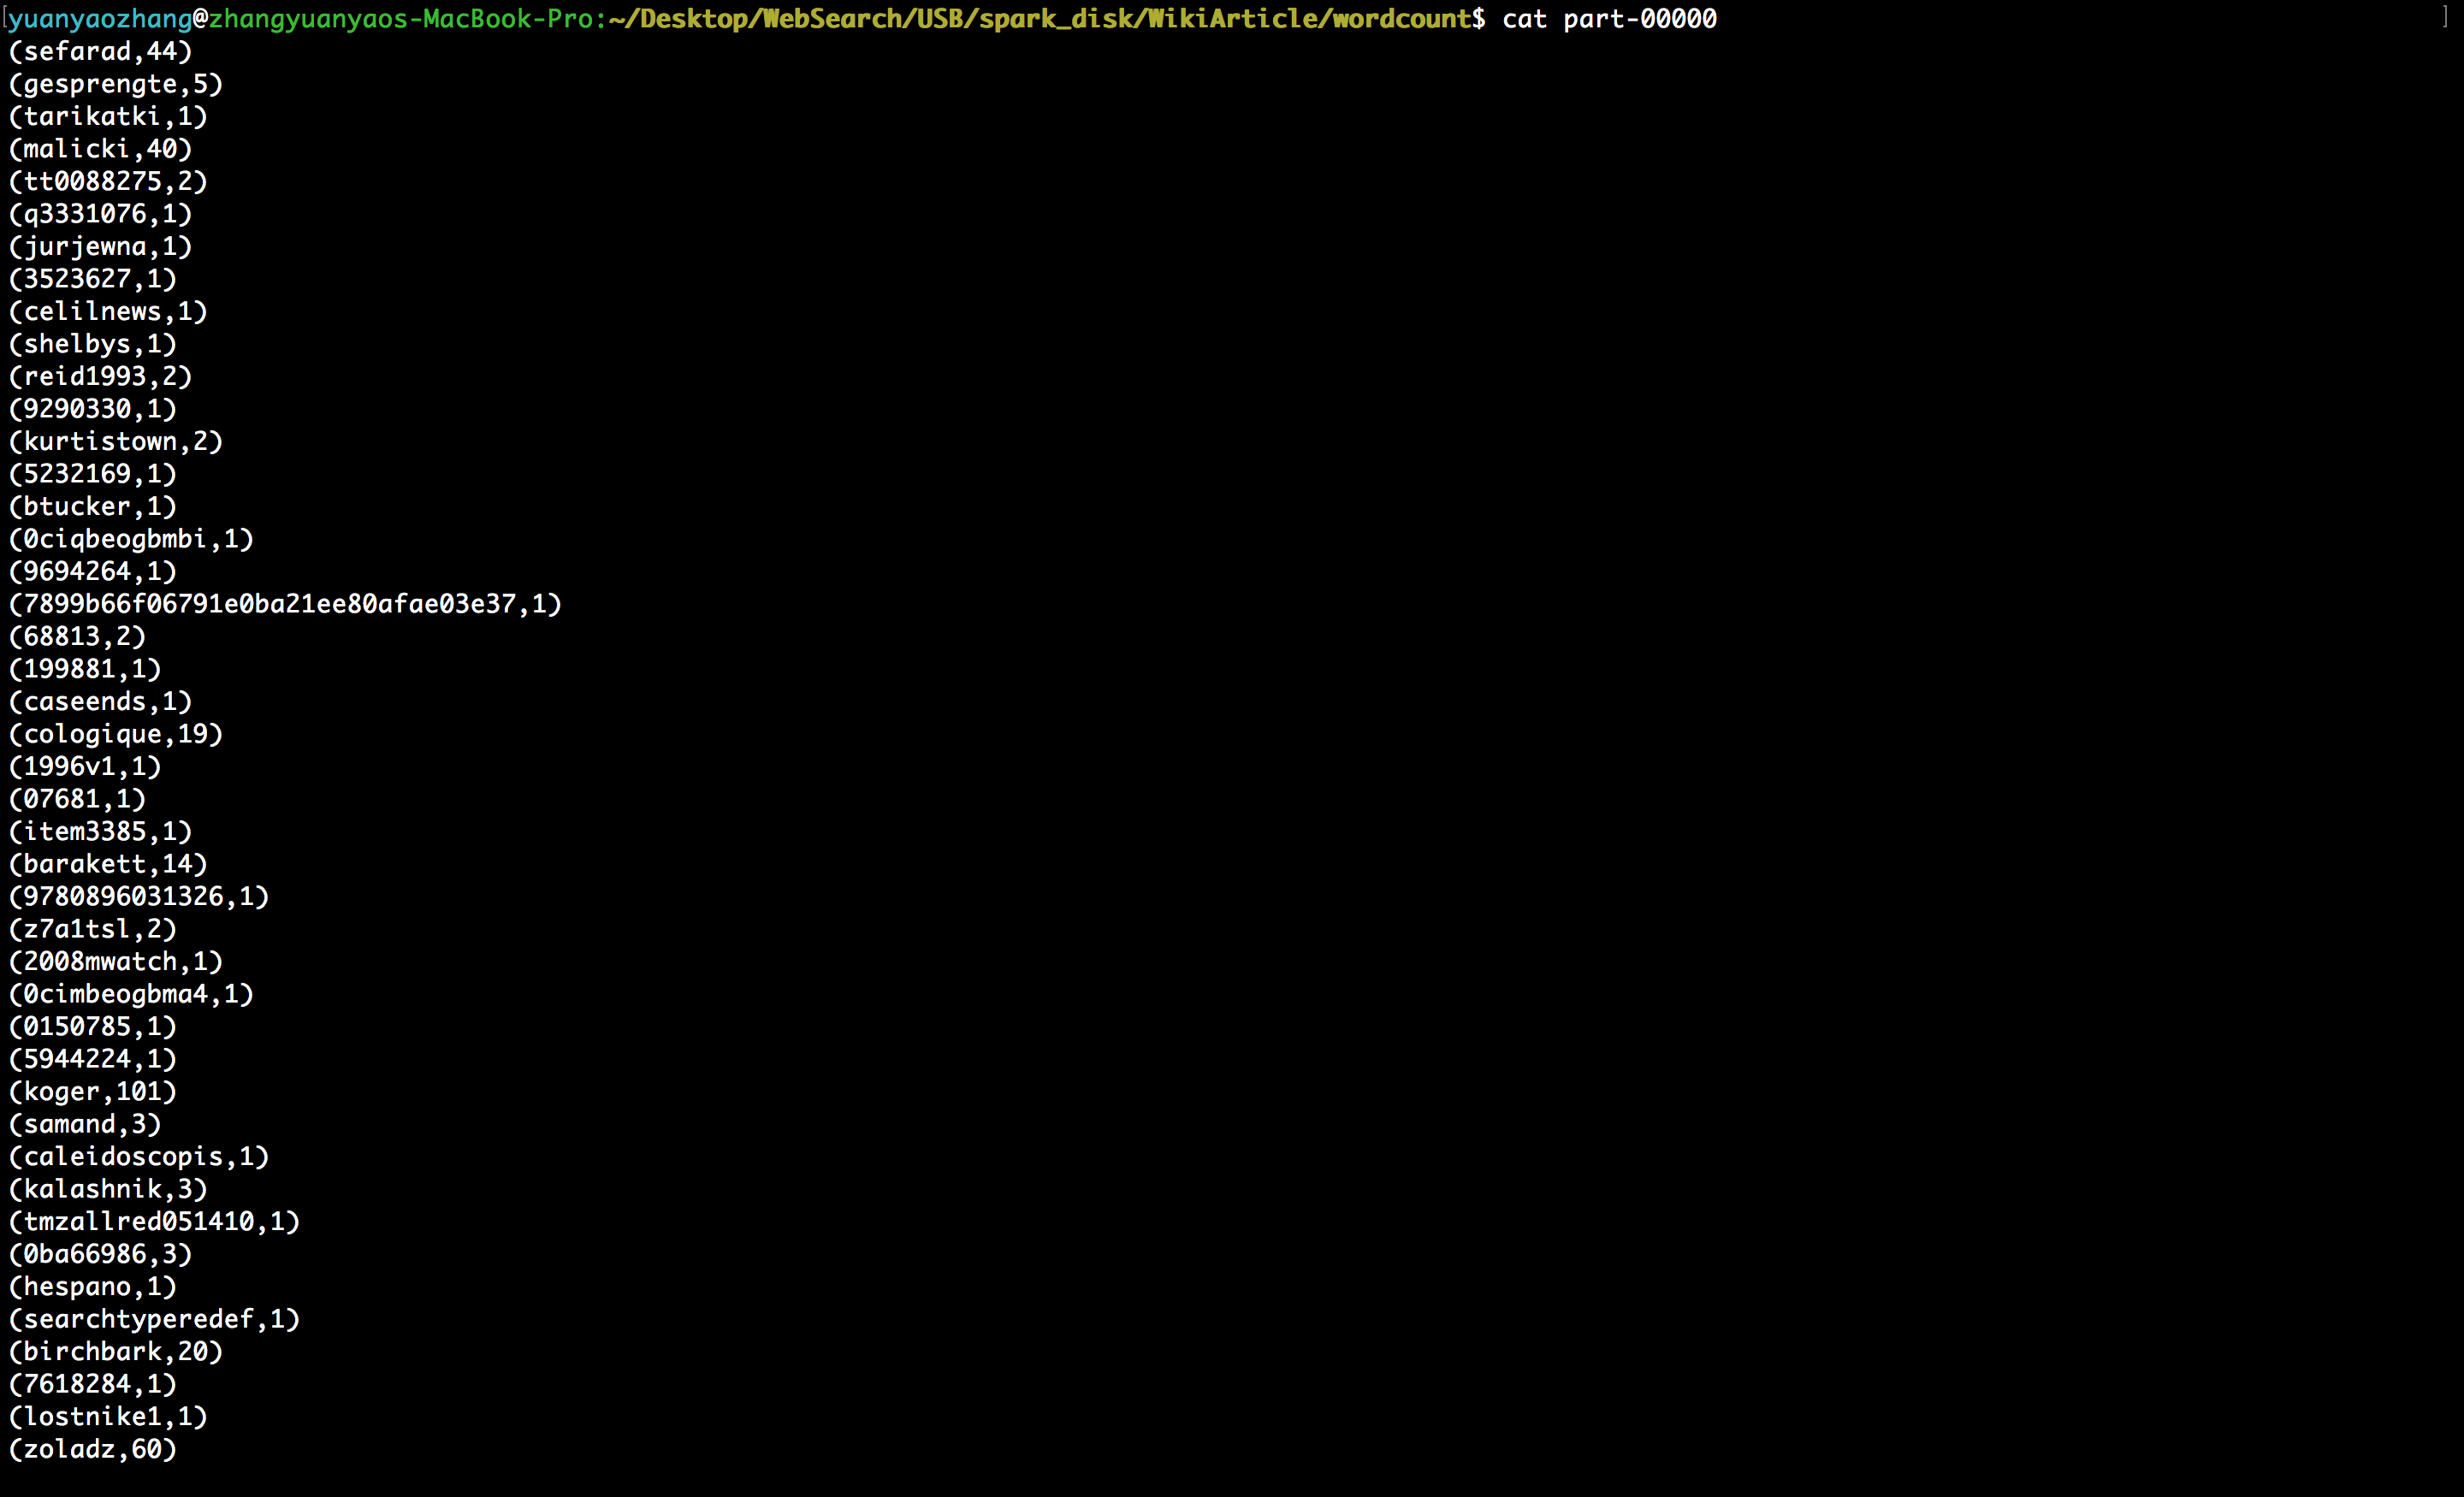 [yuanyaozhang@zhangyuanyaos-MacBook-Pro:~/Desktop/WebSearch/USB/spark_disk/WikiArticle/wordcount$ cat part-00000 ]
(sefarad,44)
(gesprengte,5)
(tarikatki,1)
(malicki,40)
(tt0088275,2)
(q3331076,1)
(jurjewna,1)
(3523627,1)
(celilnews,1)
(shelbys,1)
(reid1993,2)
(9290330,1)
(kurtistown,2)
(5232169,1)
(btucker,1)
(0ciqbeogbmbi,1)
(9694264,1)
(7899b66f06791e0ba21ee80afae03e37,1)
(68813,2)
(199881,1)
(caseends,1)
(cologique,19)
(1996v1,1)
(07681,1)
(item3385,1)
(barakett,14)
(9780896031326,1)
(z7a1tsl,2)
(2008mwatch,1)
(0cimbeogbma4,1)
(0150785,1)
(5944224,1)
(koger,101)
(samand,3)
(caleidoscopis,1)
(kalashnik,3)
(tmzallred051410,1)
(0ba66986,3)
(hespano,1)
(searchtyperedef,1)
(birchbark,20)
(7618284,1)
(lostnike1,1)
(zoladz,60)